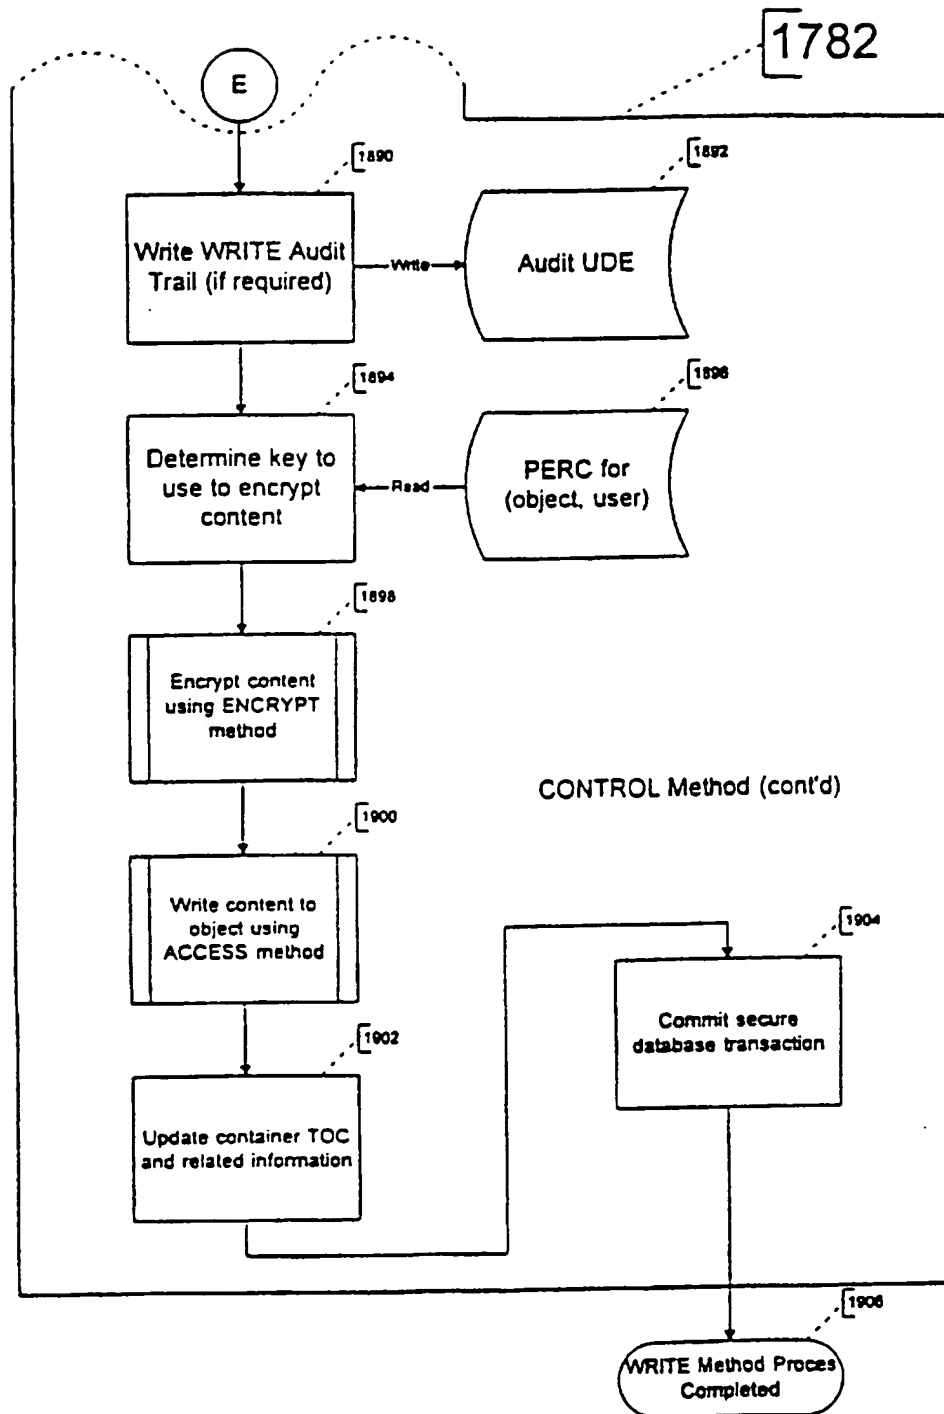 1782
E
1890
1892
Write WRITE Audit
Trail (if required)
Write
Audit UDE
1894
1896
Determine key to
use to encrypt
content
Read
PERC for
(object, user)
1898
Encrypt content
using ENCRYPT
method
CONTROL Method (cont'd)
1900
Write content to
object using
ACCESS method
1904
Commit secure
database transaction
1902
Update container TOC
and related information
1906
WRITE Method Proces
Completed